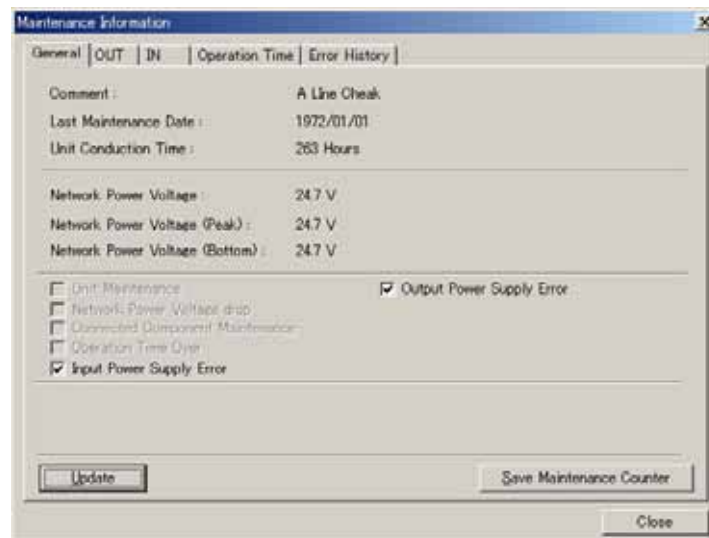 Maintenance Information
General OUT IN Operation Time Error History
Comment : A Line Cheak
Last Maintenance Date : 1972/01/01
Unit Conduction Time : 263 Hours
Network Power Voltage : 24.7 V
Network Power Voltage (Peak) : 24.7 V
Network Power Voltage (Bottom) : 24.7 V
Unit Maintenance Output Power Supply Error
Network Power Voltage drop
Connected Component Maintenance
Operation Time Over
Input Power Supply Error
Update Save Maintenance Counter
Close